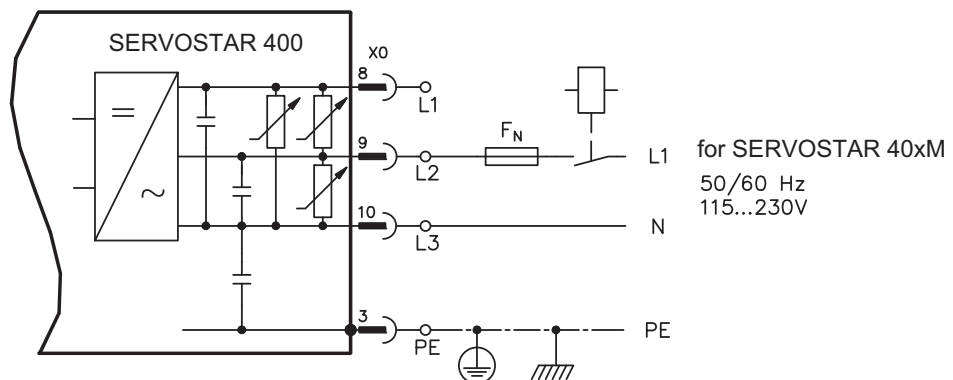 SERVOSTAR 400
X0
8
L1
9
L2
FN
L1
for SERVOSTAR 40xM
50/60 Hz
115...230V
10
L3
N
3
PE
PE